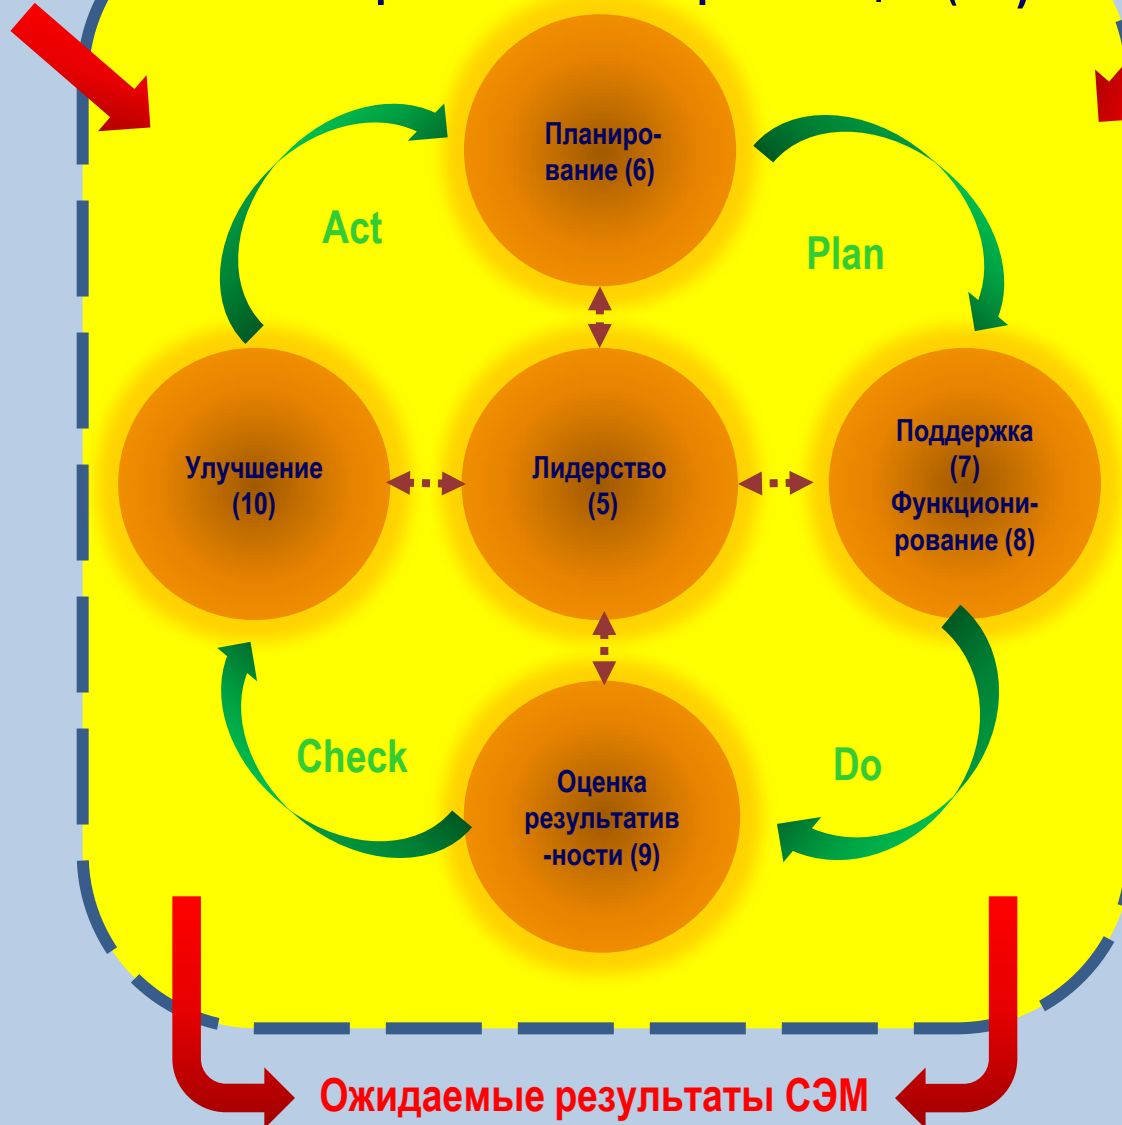 Планиро-
вание (6)
Act
Plan
Улучшение
(10)
Лидерство
(5)
Поддержка
(7)
Функциони-
рование (8)
Check
Do
Оценка
результатив
-ности (9)
Ожидаемые результаты СЭМ